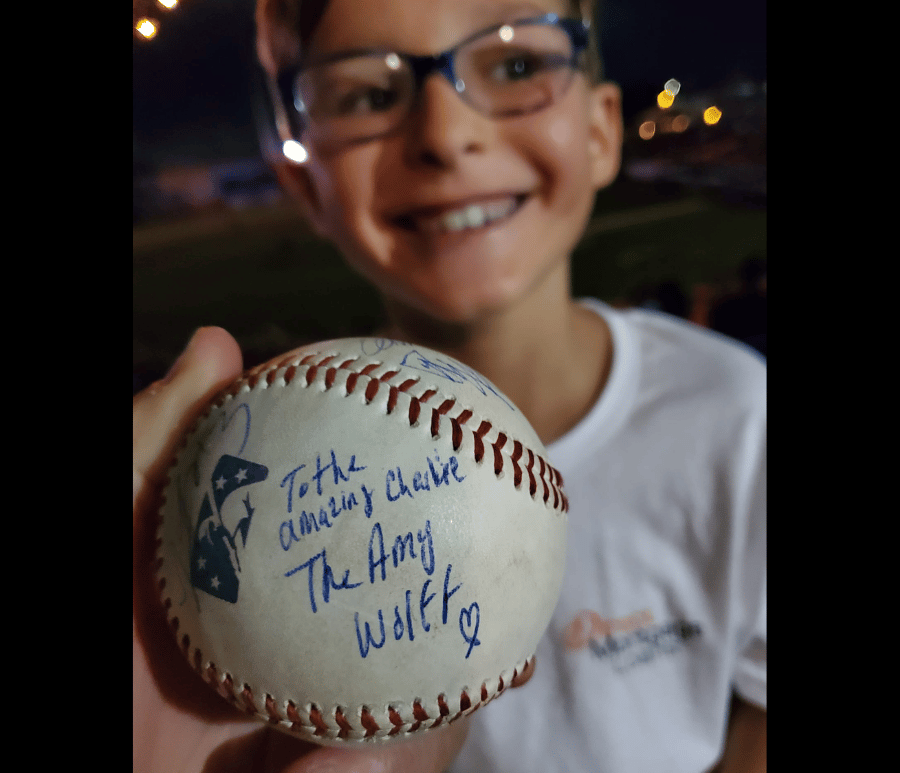 To the
amazing Charlie
The Amy
Wolff